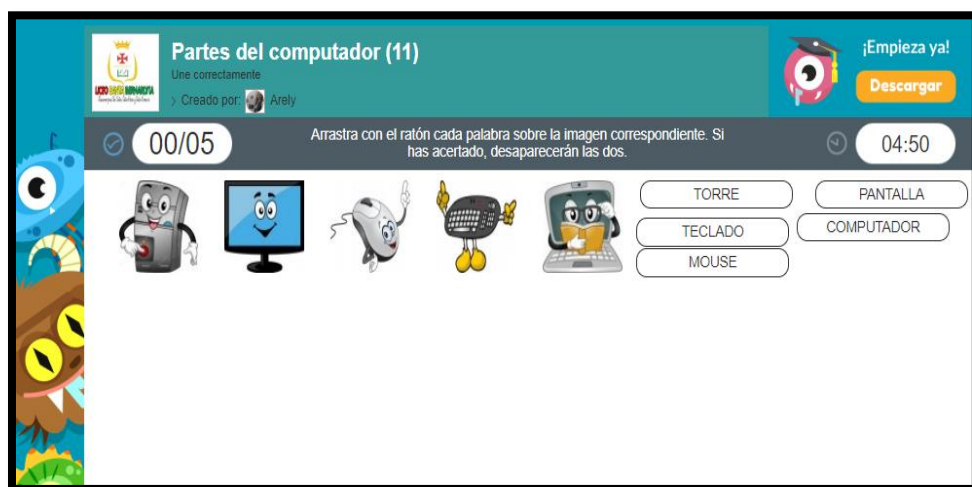 Partes del computador (11)
Une correctamente
> Creado por: Arely
¡Empieza ya!
Descargar
00/05
Arrastra con el ratón cada palabra sobre la imagen correspondiente. Si
has acertado, desaparecerán las dos.
04:50
TORRE
PANTALLA
TECLADO
COMPUTADOR
MOUSE